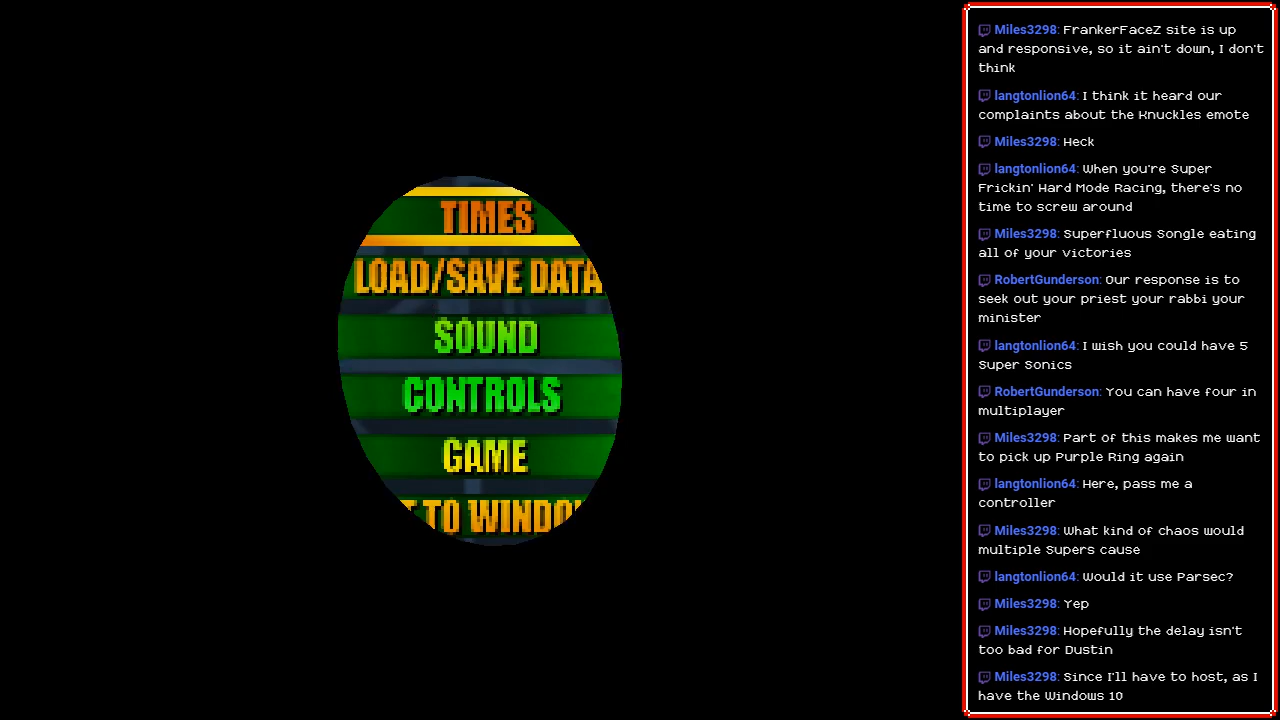 TIMES
LOAD/SAVE DATA
SOUND
CONTROLS
GAME
TO WINDO
Miles3298: FrankerFaceZ site is up
and responsive, so it ain't down, I don't
think
langtonlion64: I think it heard our
complaints about the Knuckles emote
Miles3298: Heck
langtonlion64: When you're Super
Frickin' Hard Mode Racing, there's no
time to screw around
Miles3298: Superfluous Songle eating
all of your victories
RobertGunderson: Our response is to
seek out your priest your rabbi your
minister
langtonlion64: I wish you could have 5
Super Sonics
RobertGunderson: You can have four in
multiplayer
Miles3298: Part of this makes me want
to pick up Purple Ring again
langtonlion64: Here, pass me a
controller
Miles3298: What kind of chaos would
multiple Supers cause
langtonlion64: Would it use Parsec?
Miles3298: Yep
Miles3298: Hopefully the delay isn't
too bad for Dustin
Miles3298: Since I'll have to host, as I
have the Windows 10